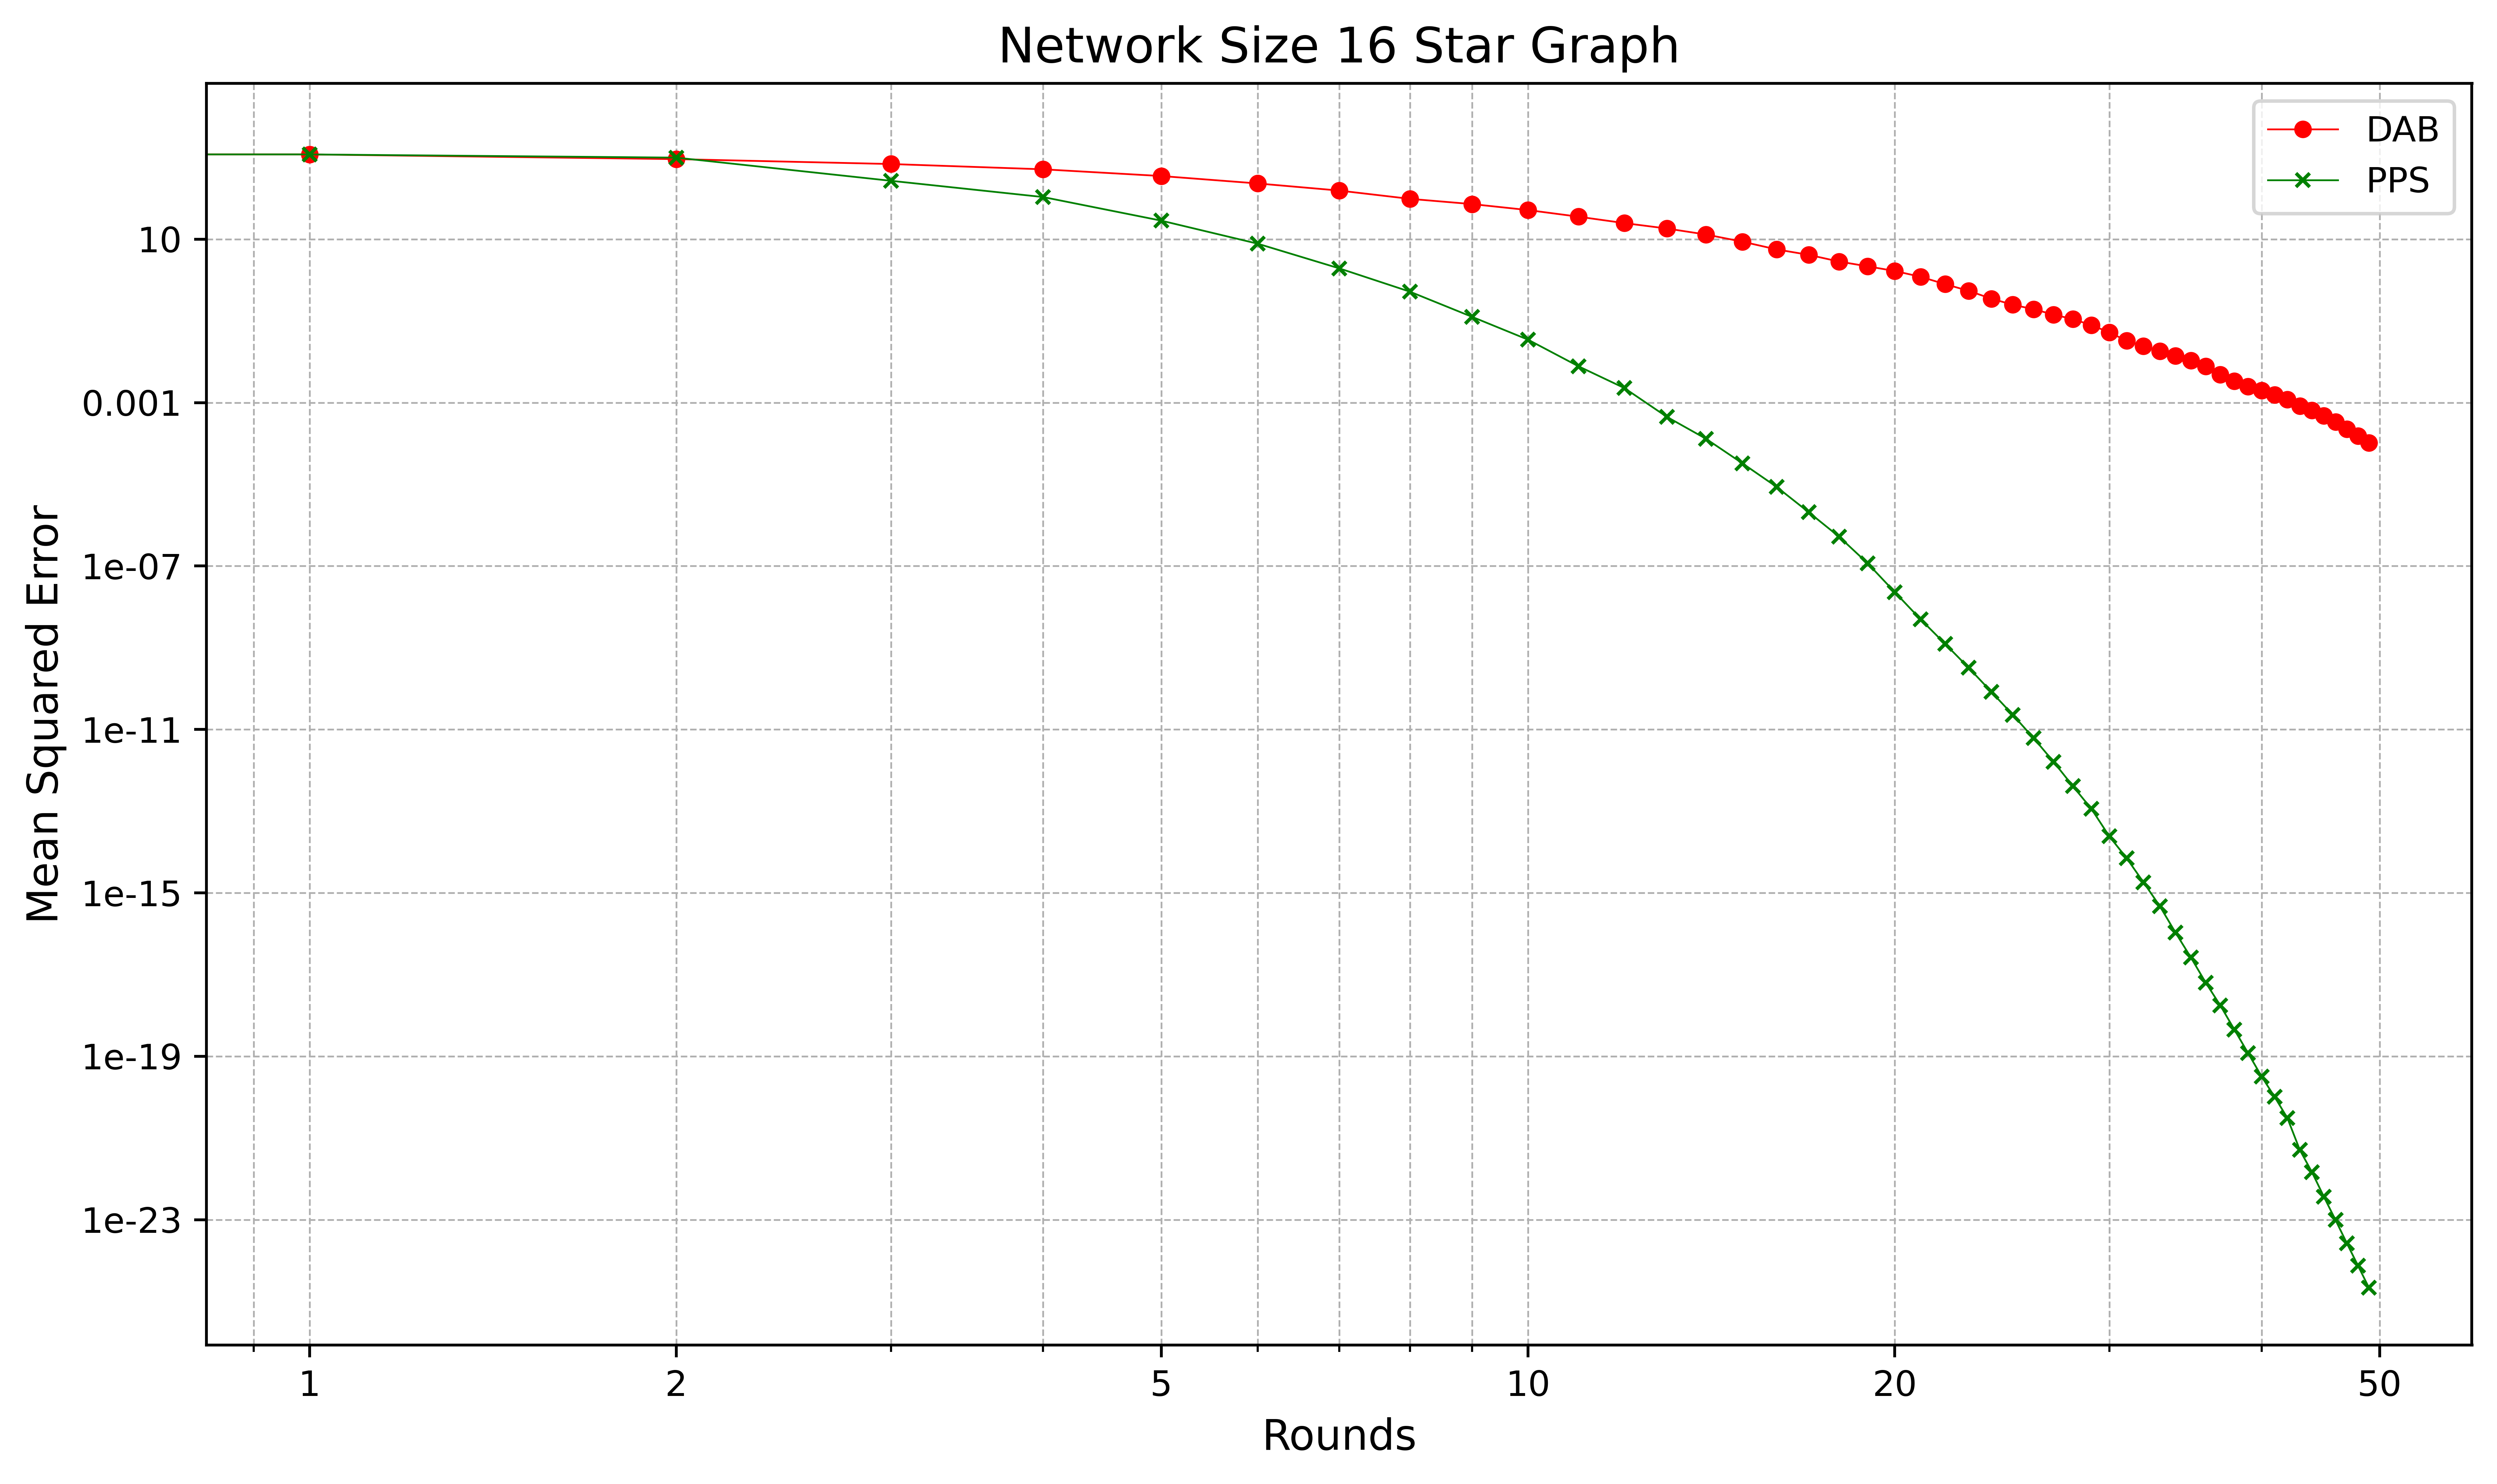 Network Size 16 Star Graph
DAB
PPS
Mean Squared Error
10
0.001
1e-07
1e-11
1e-15
1e-19
1e-23
1
2
5
10
20
50
Rounds